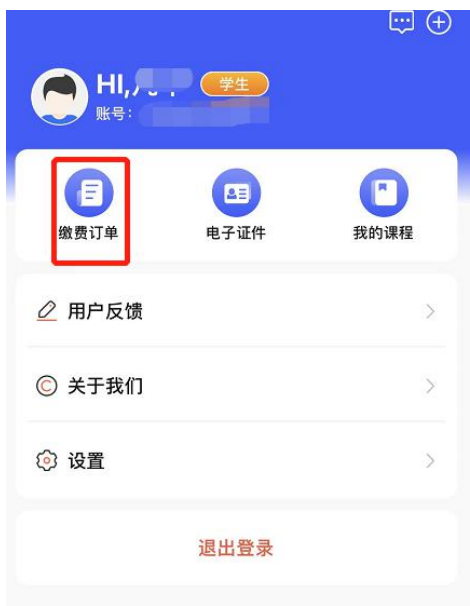 HI,
学生
账号:
缴费订单
电子证件
我的课程
用户反馈
关于我们
设置
退出登录